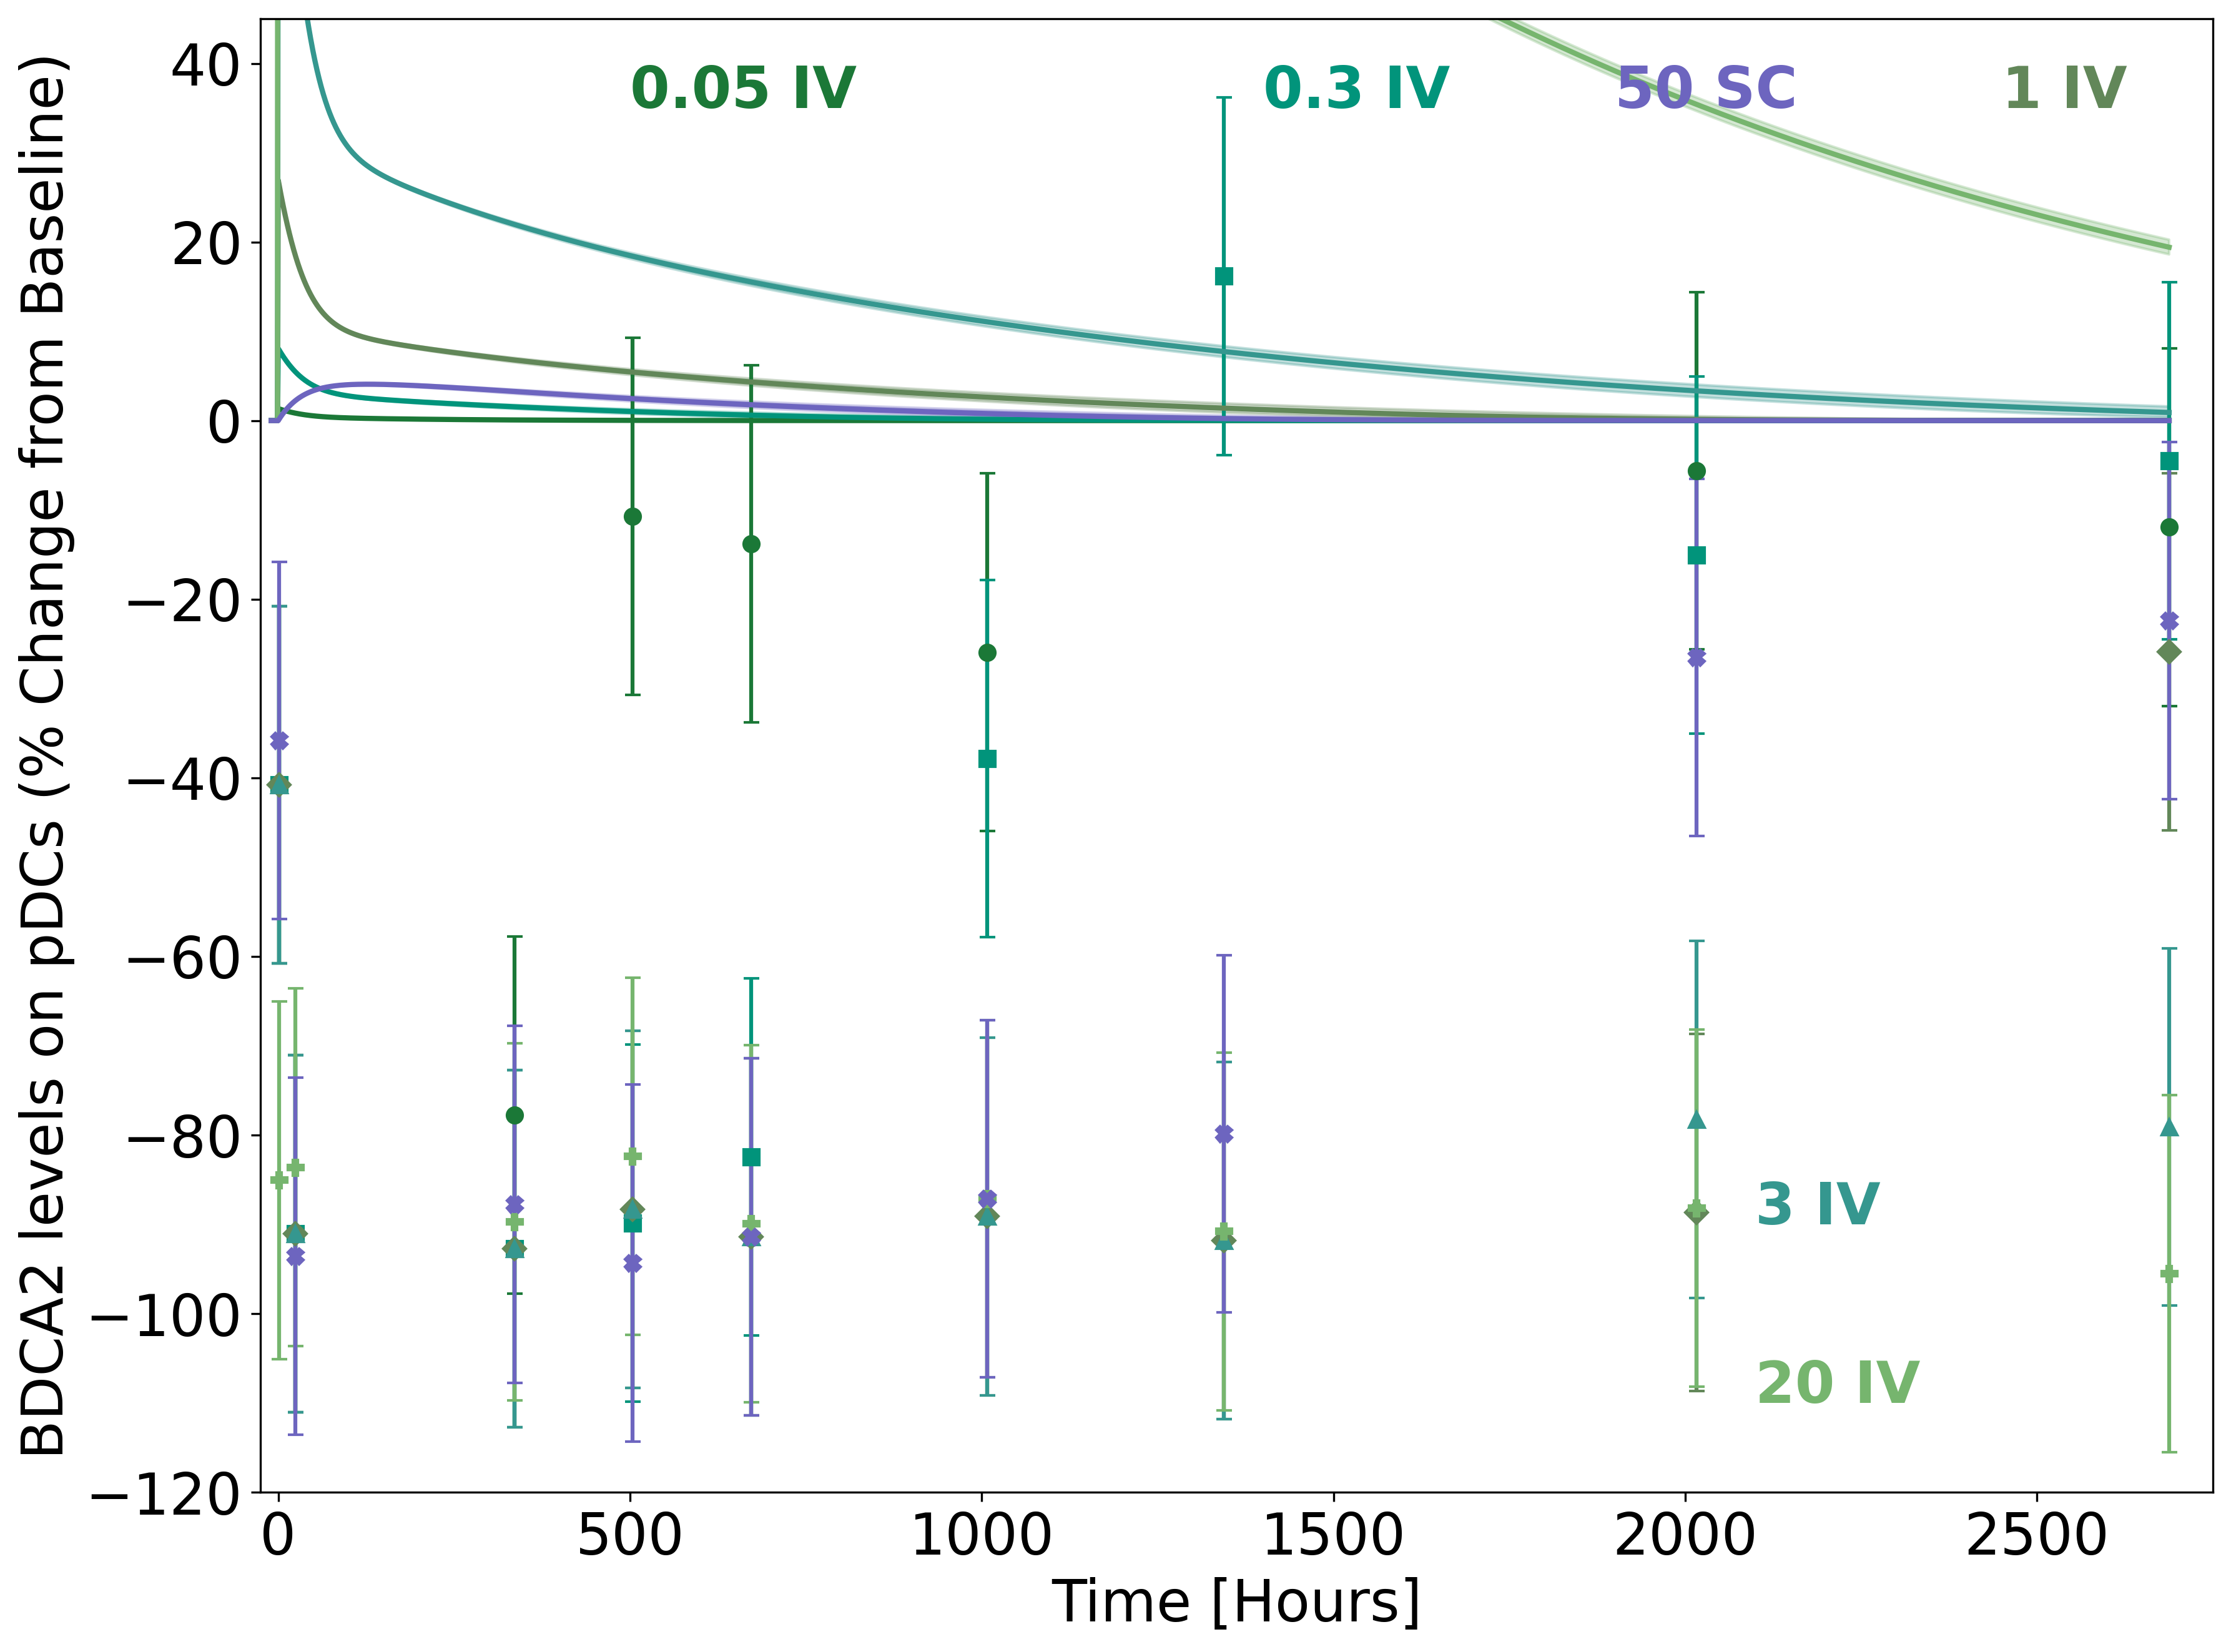 BDCA2 levels on pDCs (% Change from Baseline)
40
20
0
−20
−40
−60
−80
−100
−120
0.05 IV
0.3 IV
50 SC
1 IV
3 IV
20 IV
0
500
1000
1500
2000
2500
Time [Hours]